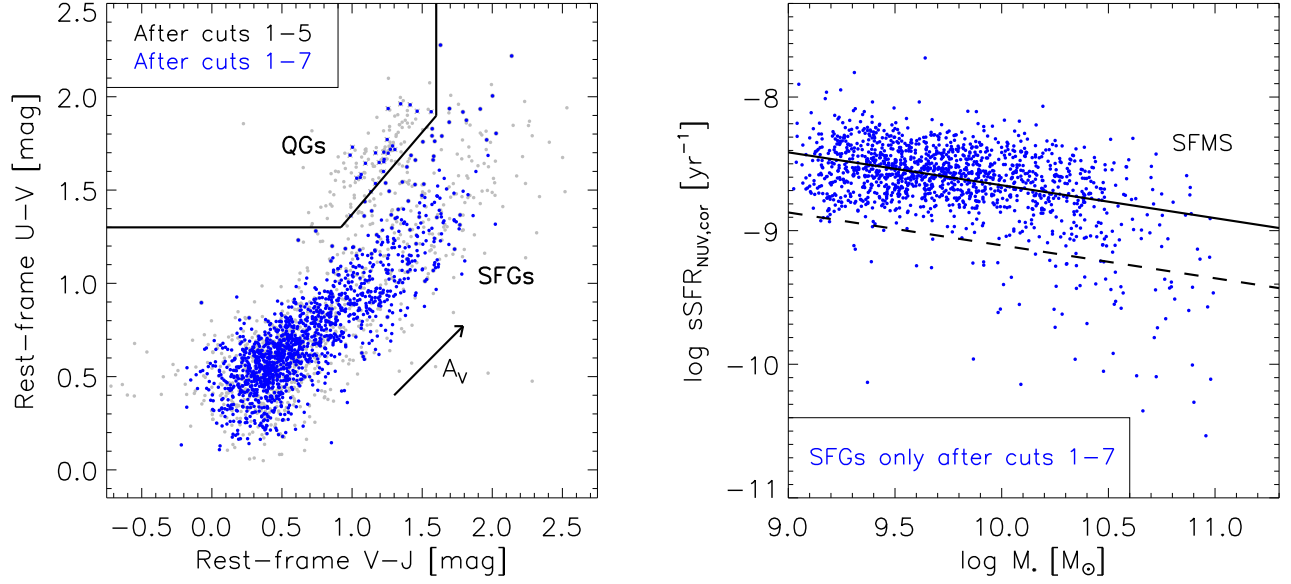 After cuts 1−5
After cuts 1−7
QGs
SFGs
A_V
2.5
2.0
1.5
1.0
0.5
0.0
Rest−frame U−V [mag]
−0.5 0.0 0.5 1.0 1.5 2.0 2.5
Rest−frame V−J [mag]
SFMS
SFGs only after cuts 1−7
−8
−9
−10
−11
log sSFR_NUV,cor [yr⁻¹]
9.0 9.5 10.0 10.5 11.0
log M* [M⊙]